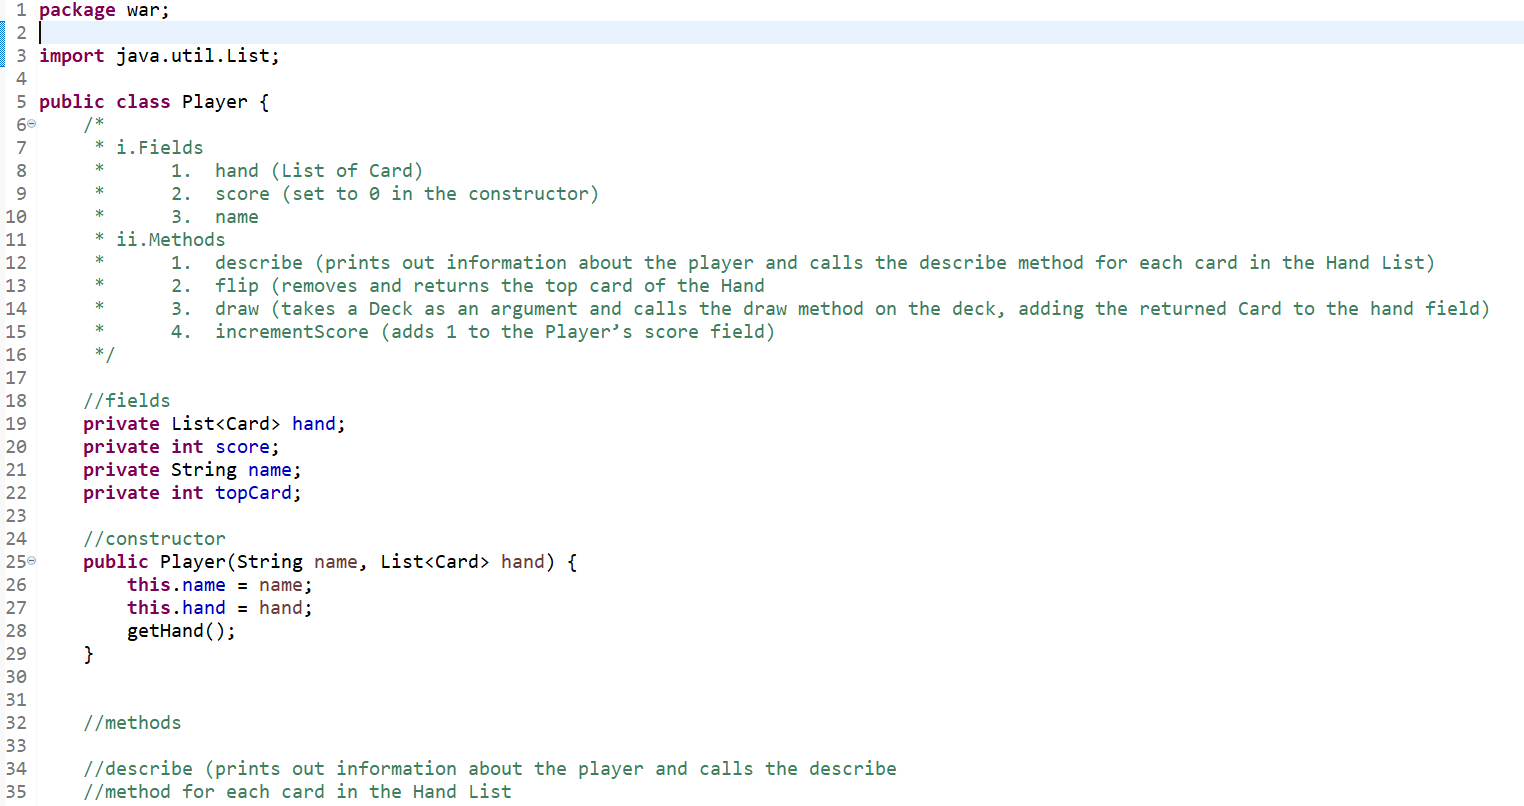 1 package war;
2
3 import java.util.List;
4
5 public class Player {
6 /*
7 * i.Fields
8 * 1. hand (List of Card)
9 * 2. score (set to 0 in the constructor)
10 * 3. name
11 * ii.Methods
12 * 1. describe (prints out information about the player and calls the describe method for each card in the Hand List)
13 * 2. flip (removes and returns the top card of the Hand
14 * 3. draw (takes a Deck as an argument and calls the draw method on the deck, adding the returned Card to the hand field)
15 * 4. incrementScore (adds 1 to the Player’s score field)
16 */
17
18 //fields
19 private List<Card> hand;
20 private int score;
21 private String name;
22 private int topCard;
23
24 //constructor
25 public Player(String name, List<Card> hand) {
26 this.name = name;
27 this.hand = hand;
28 getHand();
29 }
30
31
32 //methods
33
34 //describe (prints out information about the player and calls the describe
35 //method for each card in the Hand List